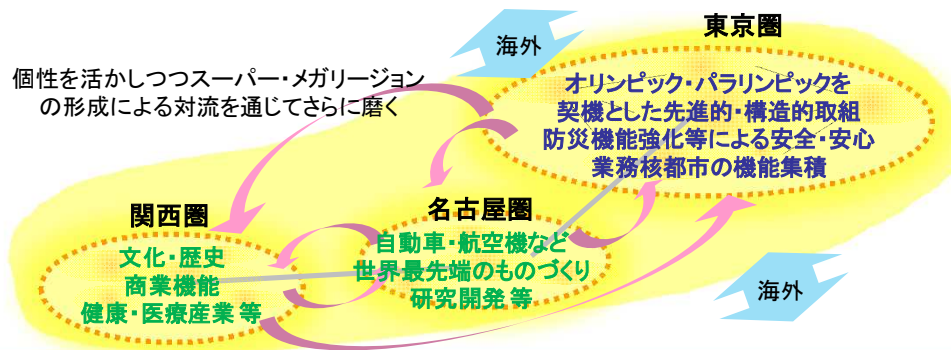 東京圏
海外
個性を活かしつつスーパー・メガリージョン
の形成による対流を通じてさらに磨く
オリンピック・パラリンピックを
契機とした先進的・構造的取組
防災機能強化等による安全・安心
業務核都市の機能集積
関西圏
文化・歴史
商業機能
健康・医療産業 等
名古屋圏
自動車・航空機など
世界最先端のものづくり
研究開発 等
海外